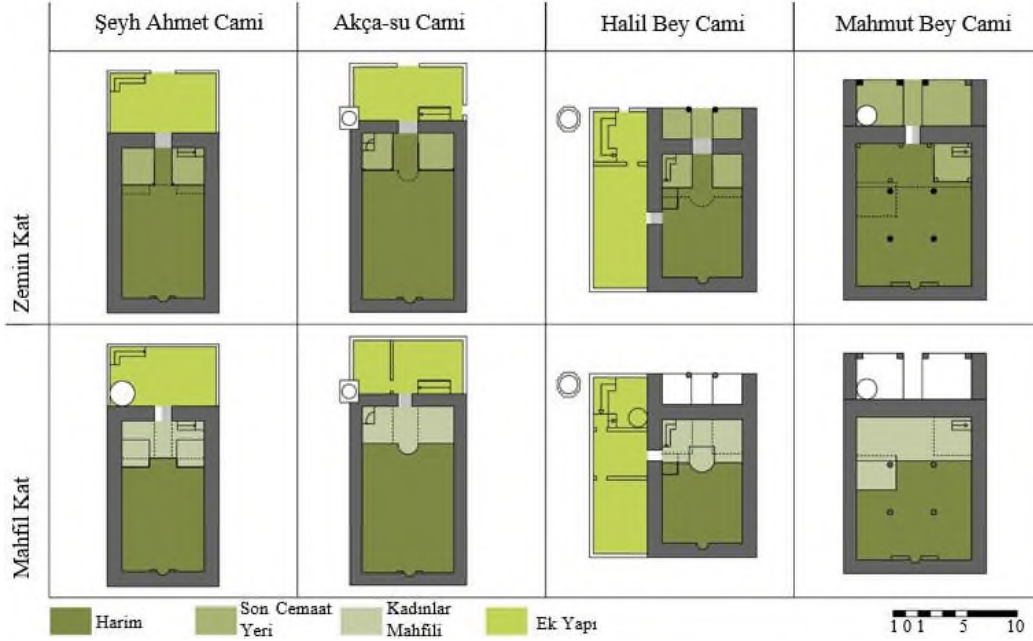 Şeyh Ahmet Cami
Akça-su Cami
Halil Bey Cami
Mahmut Bey Cami
Zemin Kat
Mahfil Kat
Harim
Son Cemaat
Yeri
Kadınlar
Mahfili
Ek Yapı
1 0 1 5 10